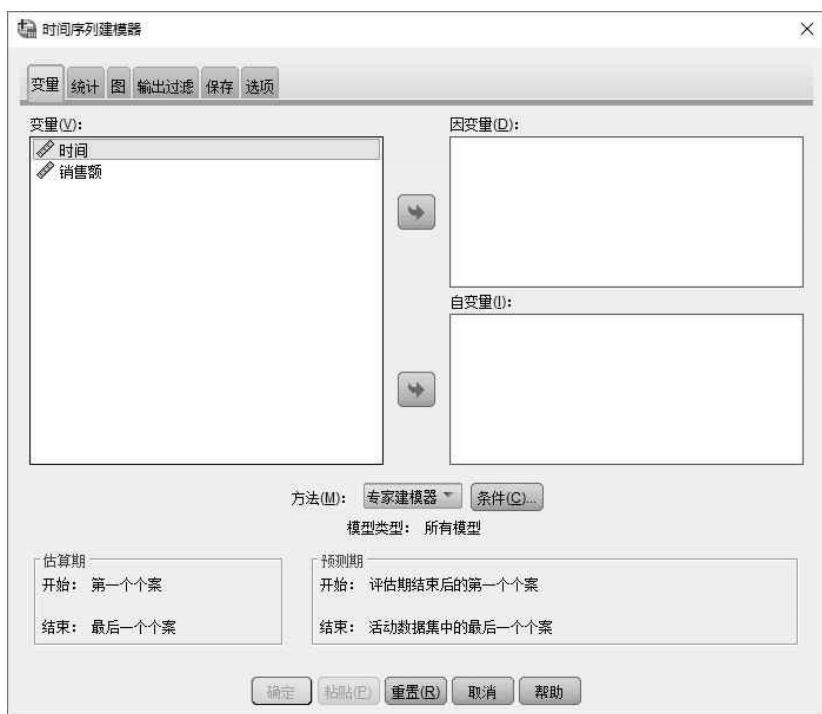 时间序列建模器
变量 统计 图 输出过滤 保存 选项
变量(V):
时间
销售额
因变量(D):
自变量(I):
方法(M): 专家建模器 条件(C)...
模型类型: 所有模型
估算期
开始: 第一个个案
结束: 最后一个个案
预测期
开始: 评估期结束后的第一个个案
结束: 活动数据集中的最后一个个案
确定 粘贴(P) 重置(R) 取消 帮助